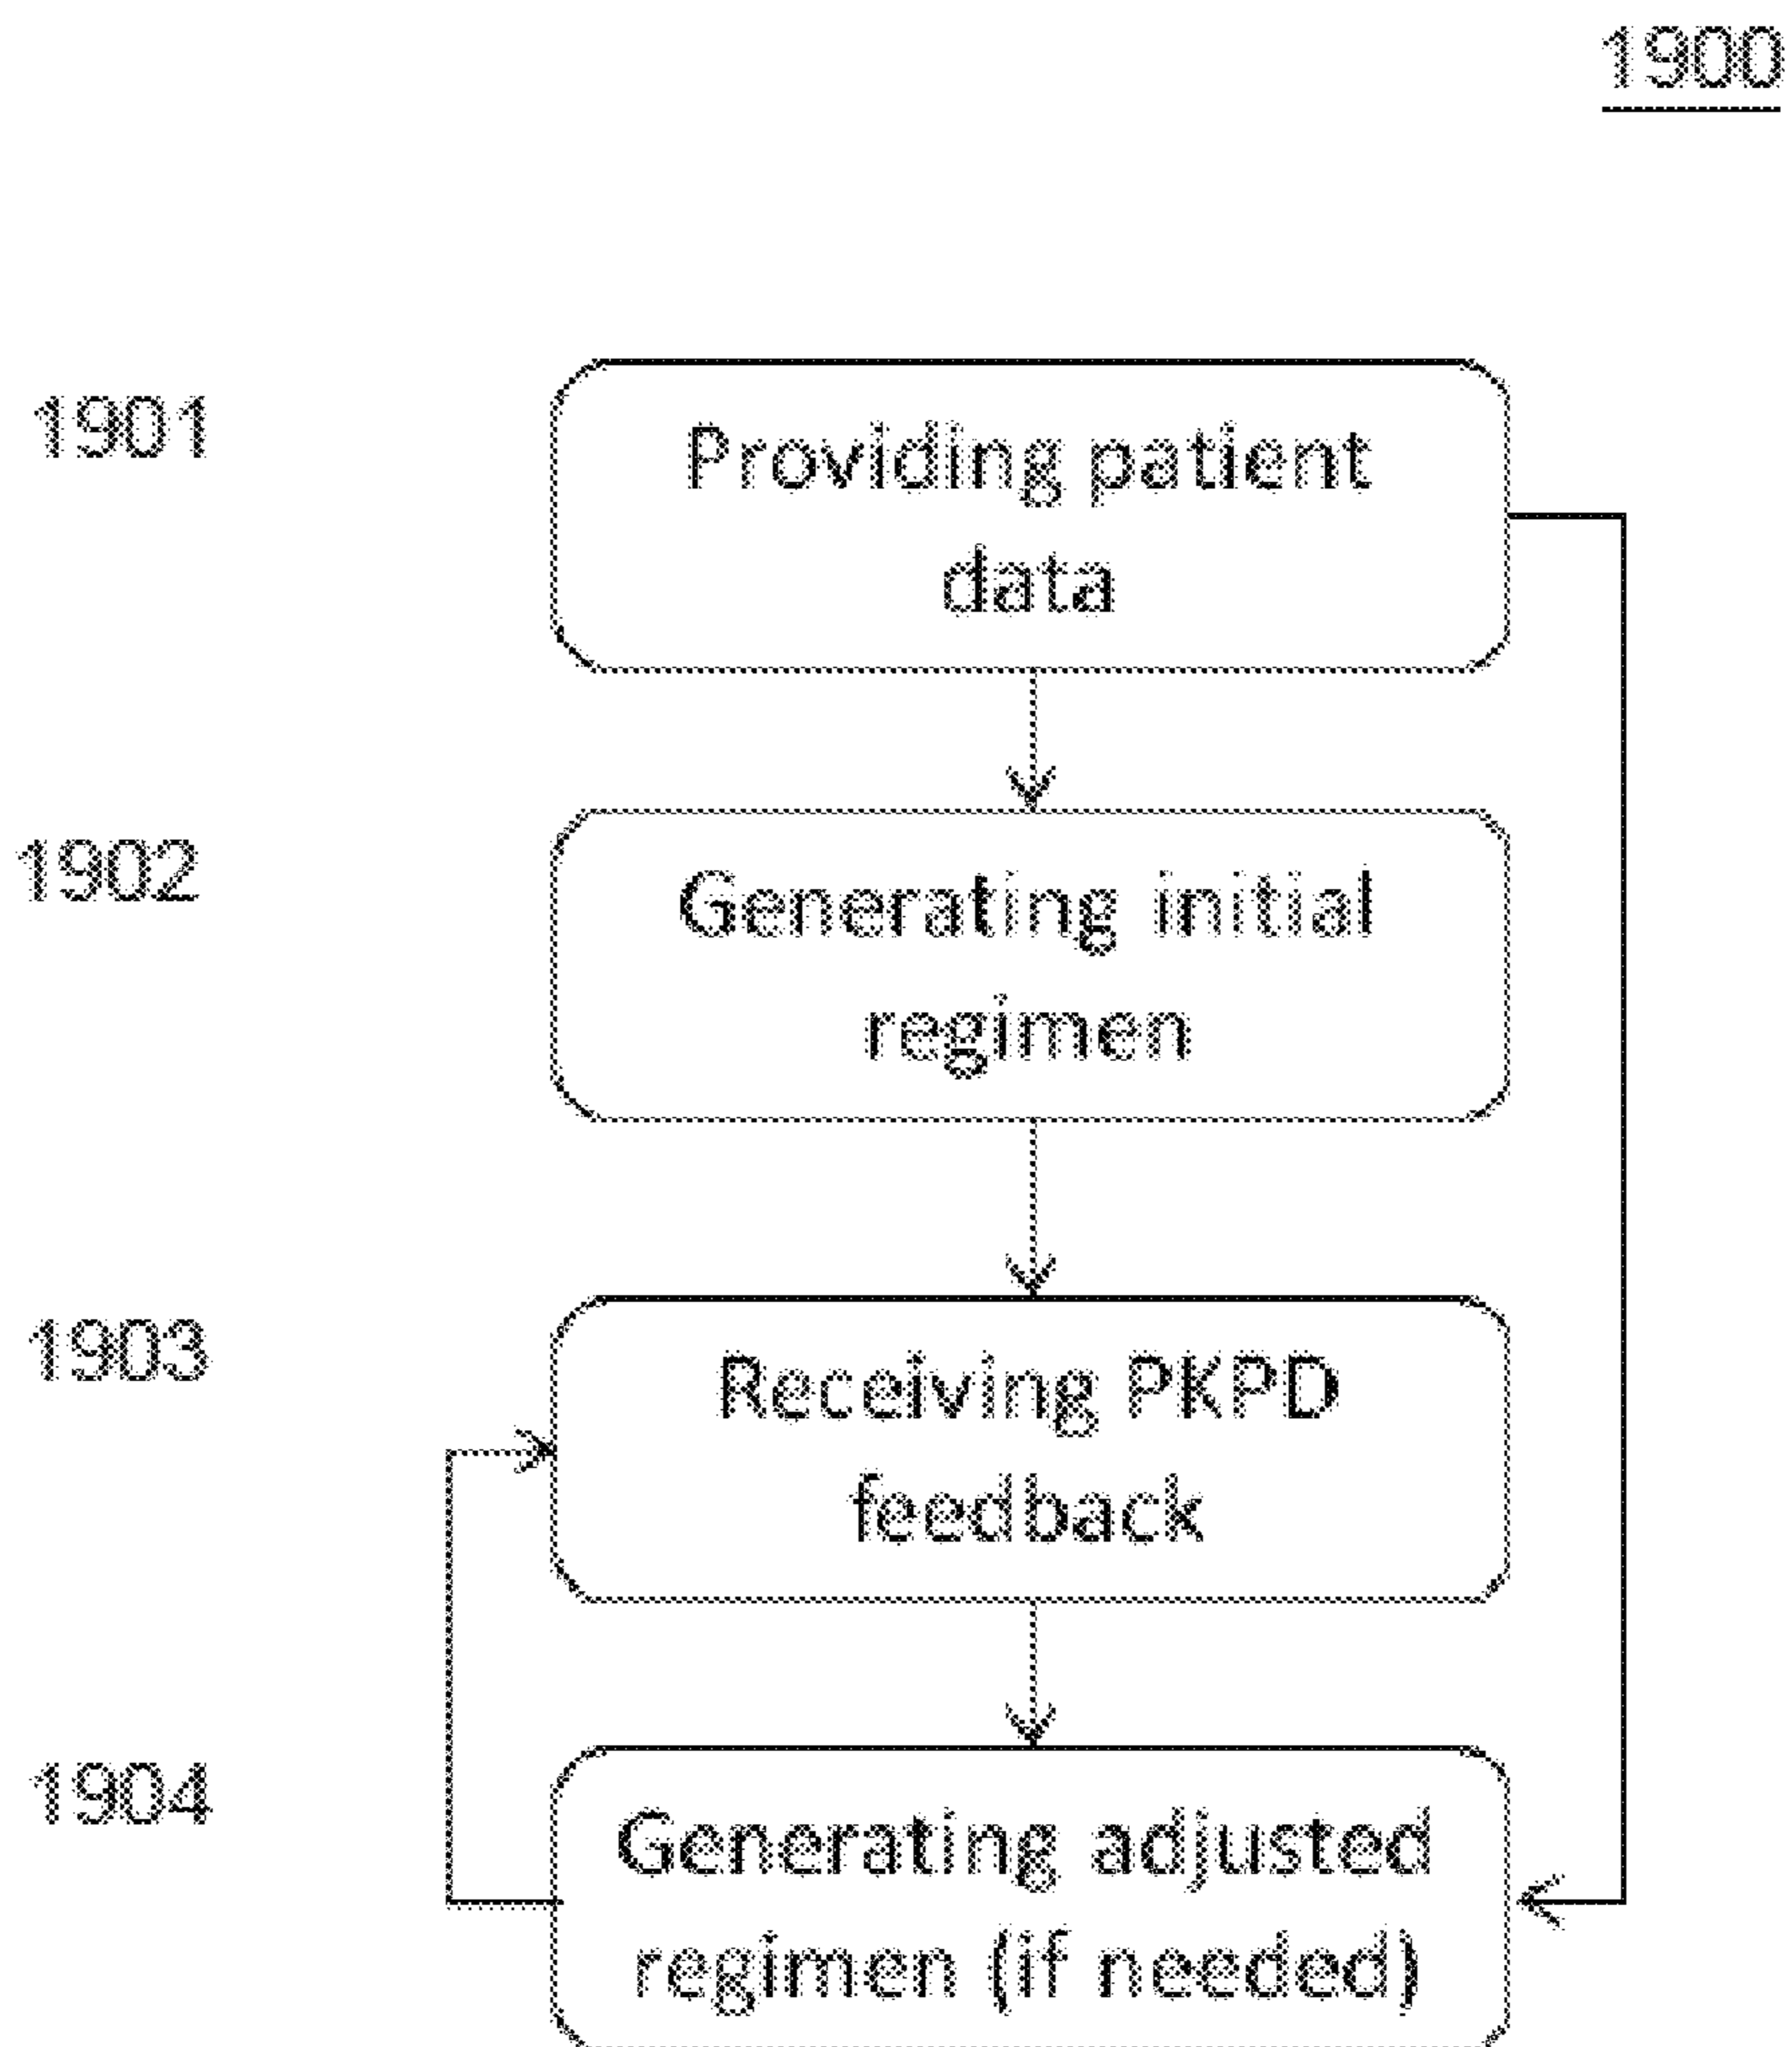 1900
1901
Providing patient
data
1902
Generating initial
regimen
1903
Receiving PKPD
feedback
1904
Generating adjusted
regimen (if needed)